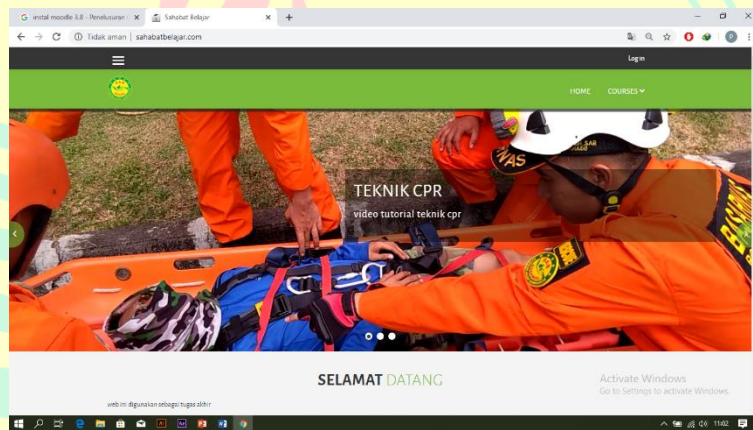 instal moodle 3.8 - Penelusuran
Sahabat Belajar
Tidak aman | sahabatbelajar.com
Login
HOME COURSES
TEKNIK CPR
video tutorial teknik cpr
SELAMAT DATANG
web ini digunakan sebagai tugas akhir
Activate Windows
Go to Settings to activate Windows.
11:02